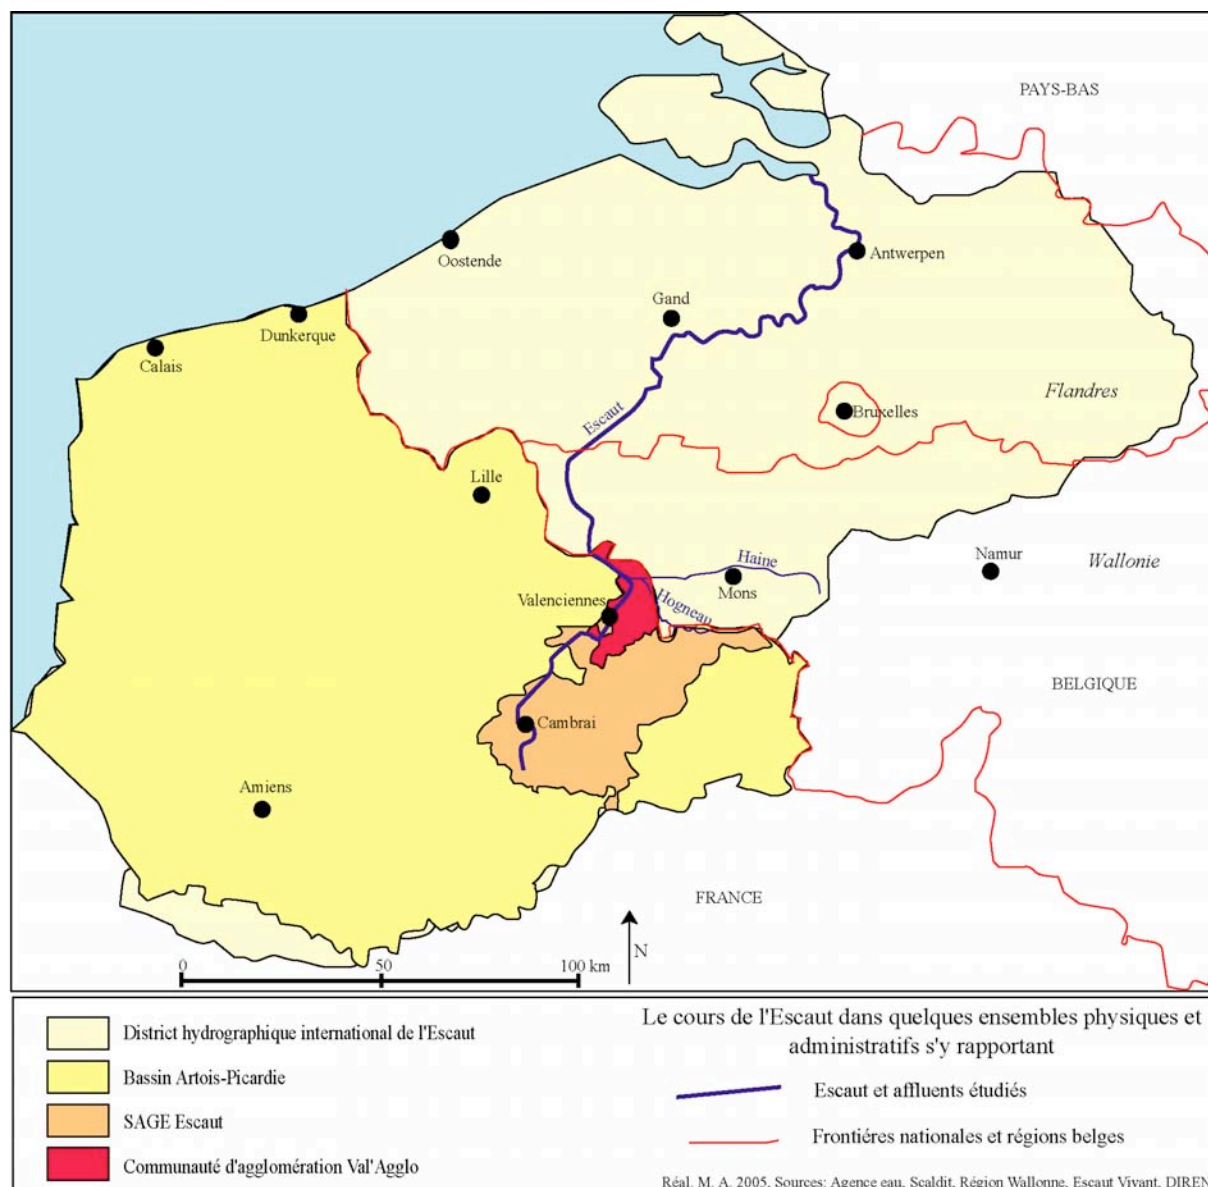 PAYS-BAS
Oostende
Antwerpen
Gand
Dunkerque
Calais
Escaut
Bruxelles
Flandres
Lille
Haine
Mons
Namur
Wallonie
Valenciennes
Hogneau
BELGIQUE
Cambrai
Amiens
FRANCE
N
0 50 100 km
District hydrographique international de l'Escaut
Bassin Artois-Picardie
SAGE Escaut
Communauté d'agglomération Val'Agglo
Le cours de l'Escaut dans quelques ensembles physiques et
administratifs s'y rapportant
Escaut et affluents étudiés
Frontiéres nationales et régions belges
Réal. M. A. 2005. Sources: Agence eau, Scaldit, Région Wallonne, Escaut Vivant, DIREN